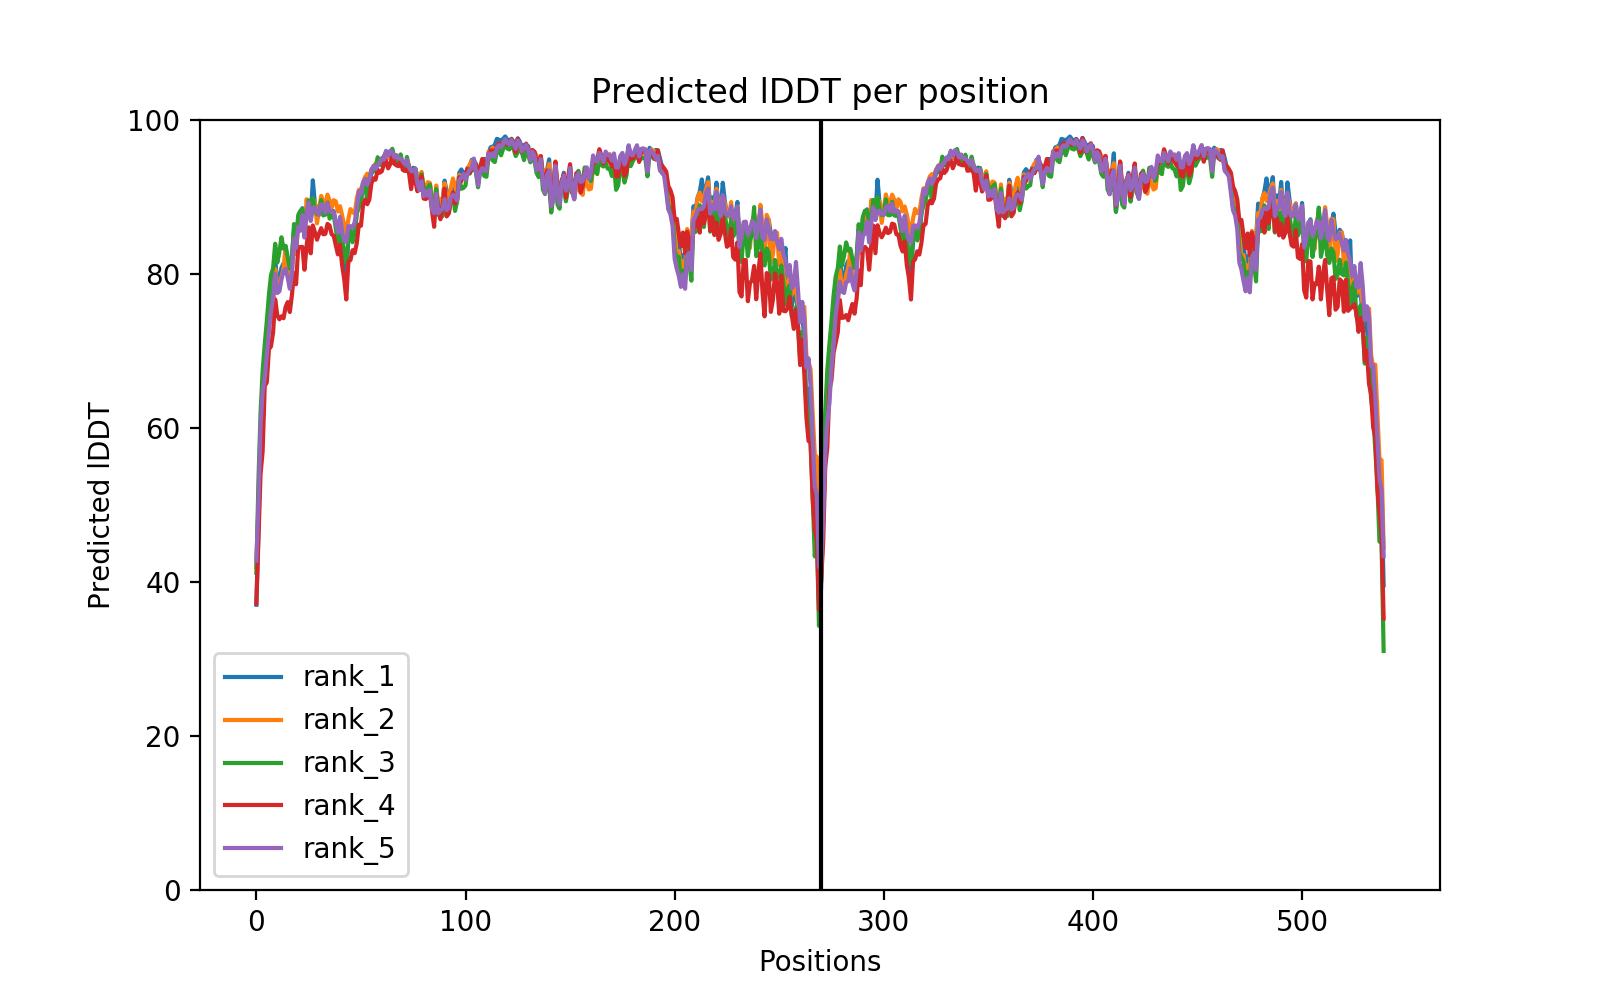 Predicted lDDT per position
100
80
60
40
20
0
Predicted lDDT
rank_1
rank_2
rank_3
rank_4
rank_5
0 100 200 300 400 500
Positions